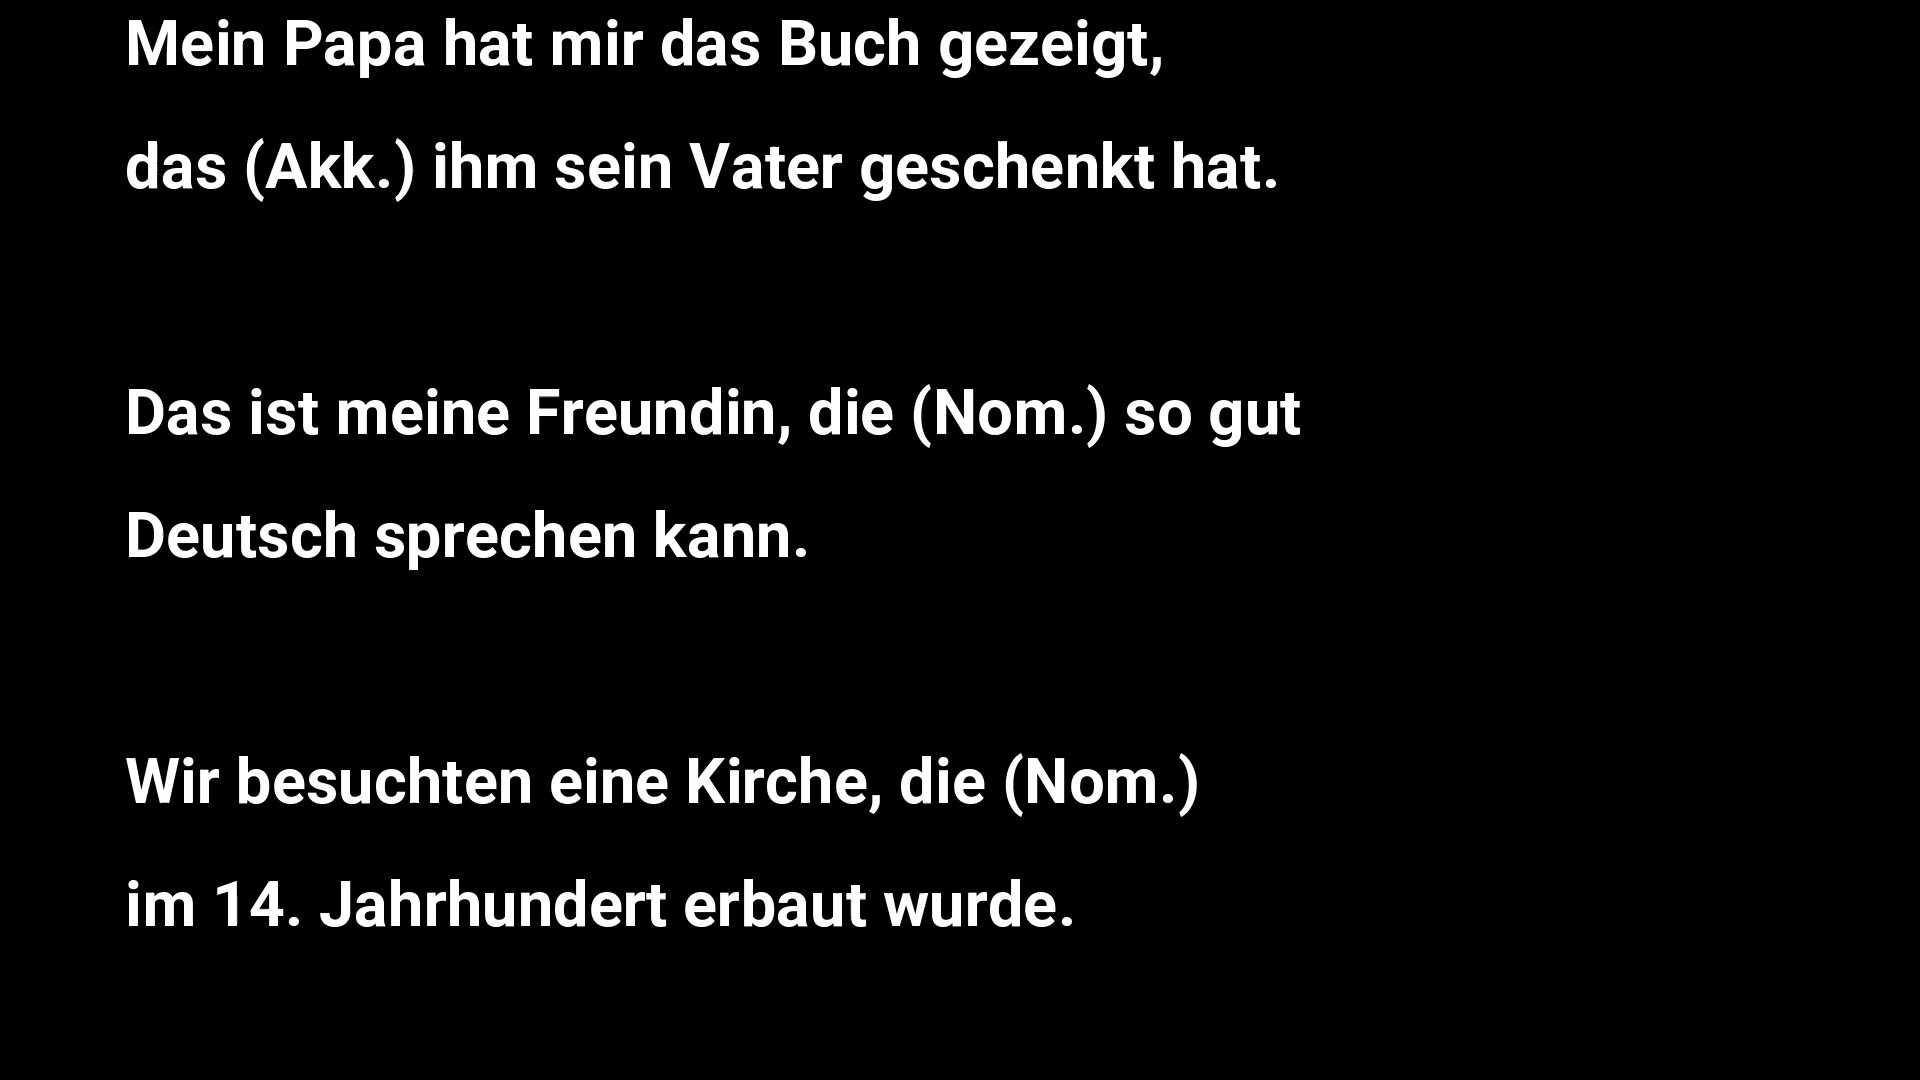 Mein Papa hat mir das Buch gezeigt,
das (Akk.) ihm sein Vater geschenkt hat.
Das ist meine Freundin, die (Nom.) so gut
Deutsch sprechen kann.
Wir besuchten eine Kirche, die (Nom.)
im 14. Jahrhundert erbaut wurde.